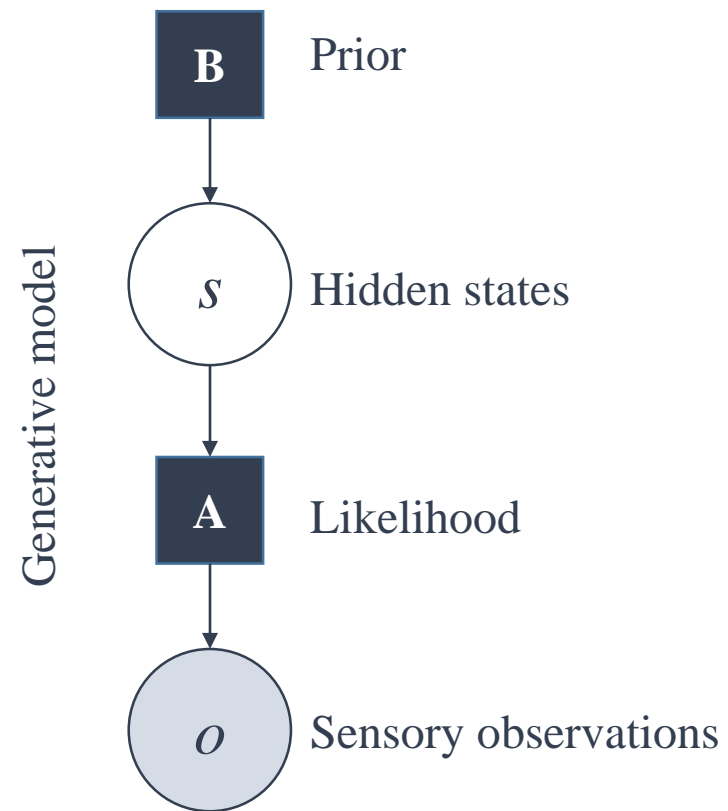 B Prior
s Hidden states
Generative model
A Likelihood
o Sensory observations